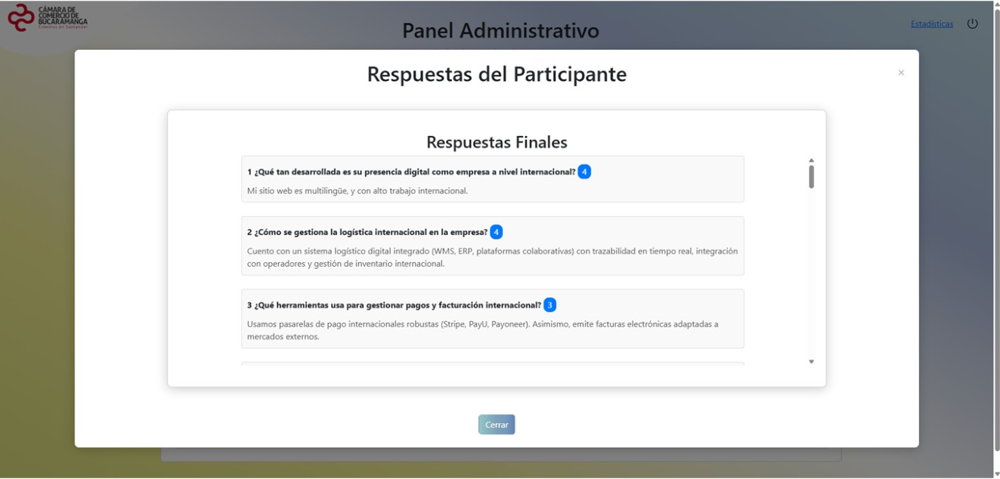 CÁMARA DE
COMERCIO DE
BUCARAMANGA
Creemos en Santander
Panel Administrativo
Estadísticas
Respuestas del Participante
×
Respuestas Finales
1 ¿Qué tan desarrollada es su presencia digital como empresa a nivel internacional? 4
Mi sitio web es multilingüe, y con alto trabajo internacional.
2 ¿Cómo se gestiona la logística internacional en la empresa? 4
Cuento con un sistema logístico digital integrado (WMS, ERP, plataformas colaborativas) con trazabilidad en tiempo real, integración
con operadores y gestión de inventario internacional.
3 ¿Qué herramientas usa para gestionar pagos y facturación internacional? 3
Usamos pasarelas de pago internacionales robustas (Stripe, PayU, Payoneer). Asimismo, emite facturas electrónicas adaptadas a
mercados externos.
Cerrar